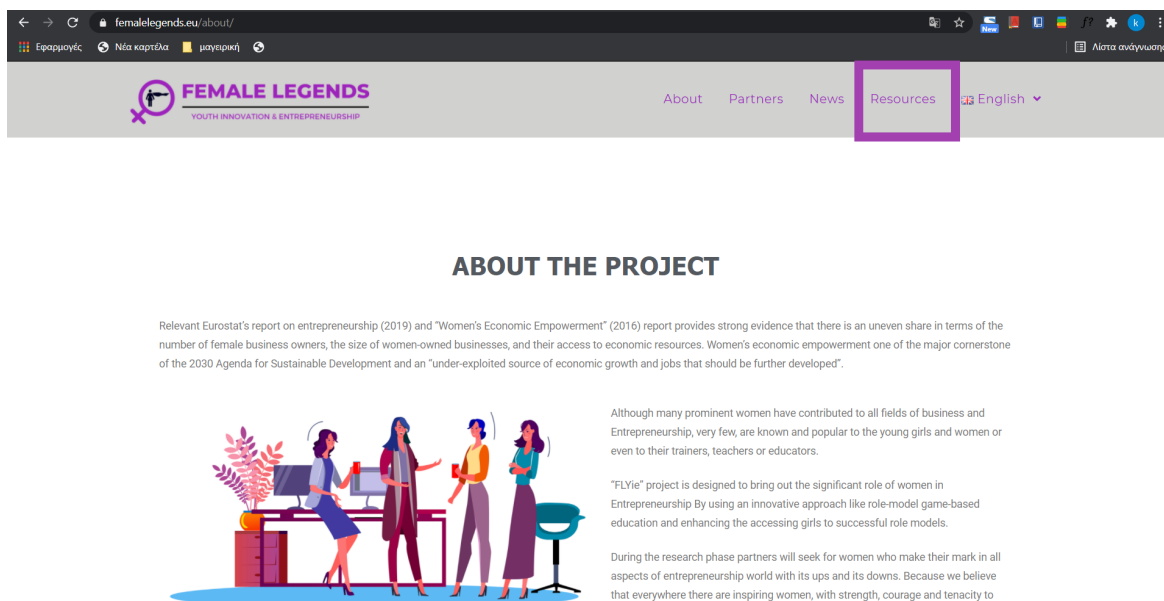 femalelegends.eu/about/
New
f?
k
Εφαρμογές Νέα καρτέλα μαγειρική Λίστα ανάγνωσης
FEMALE LEGENDS
YOUTH INNOVATION & ENTREPRENEURSHIP
About Partners News Resources English
ABOUT THE PROJECT
Relevant Eurostat's report on entrepreneurship (2019) and “Women's Economic Empowerment” (2016) report provides strong evidence that there is an uneven share in terms of the
number of female business owners, the size of women-owned businesses, and their access to economic resources. Women's economic empowerment one of the major cornerstone
of the 2030 Agenda for Sustainable Development and an “under-exploited source of economic growth and jobs that should be further developed”.
Although many prominent women have contributed to all fields of business and
Entrepreneurship, very few, are known and popular to the young girls and women or
even to their trainers, teachers or educators.
“FLYie” project is designed to bring out the significant role of women in
Entrepreneurship By using an innovative approach like role-model game-based
education and enhancing the accessing girls to successful role models.
During the research phase partners will seek for women who make their mark in all
aspects of entrepreneurship world with its ups and its downs. Because we believe
that everywhere there are inspiring women, with strength, courage and tenacity to